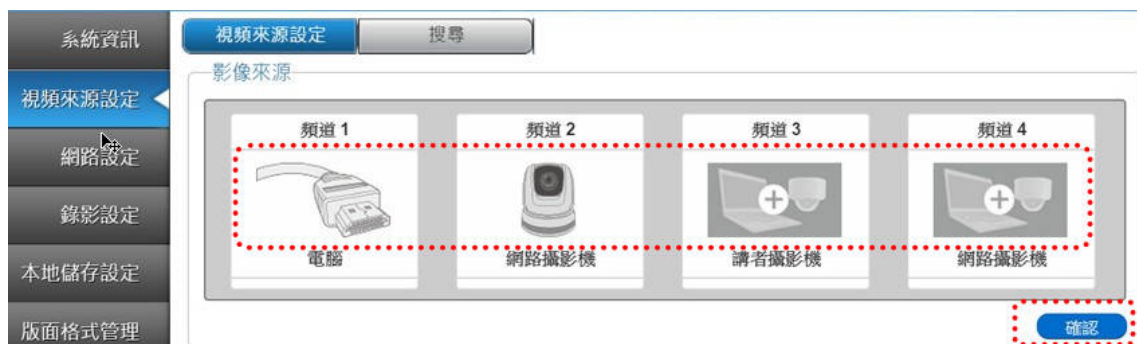 系統資訊
視頻來源設定
網路設定
錄影設定
本地儲存設定
版面格式管理
視頻來源設定 搜尋
影像來源
頻道 1 頻道 2 頻道 3 頻道 4
電腦 網路攝影機 講者攝影機 網路攝影機
確認